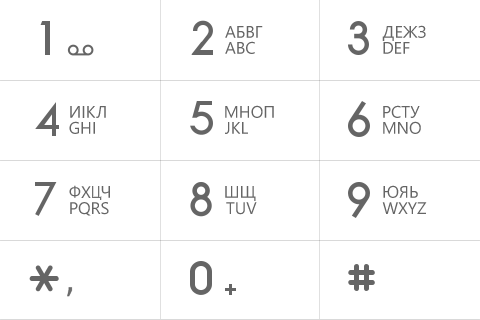 1
2 АБВГ
ABC
3 ДЕЖЗ
DEF
4 ИІКЛ
GHI
5 МНОП
JKL
6 РСТУ
MNO
7 ФХЦЧ
PQRS
8 ШЩ
TUV
9 ЮЯЬ
WXYZ
* ,
0 +
#